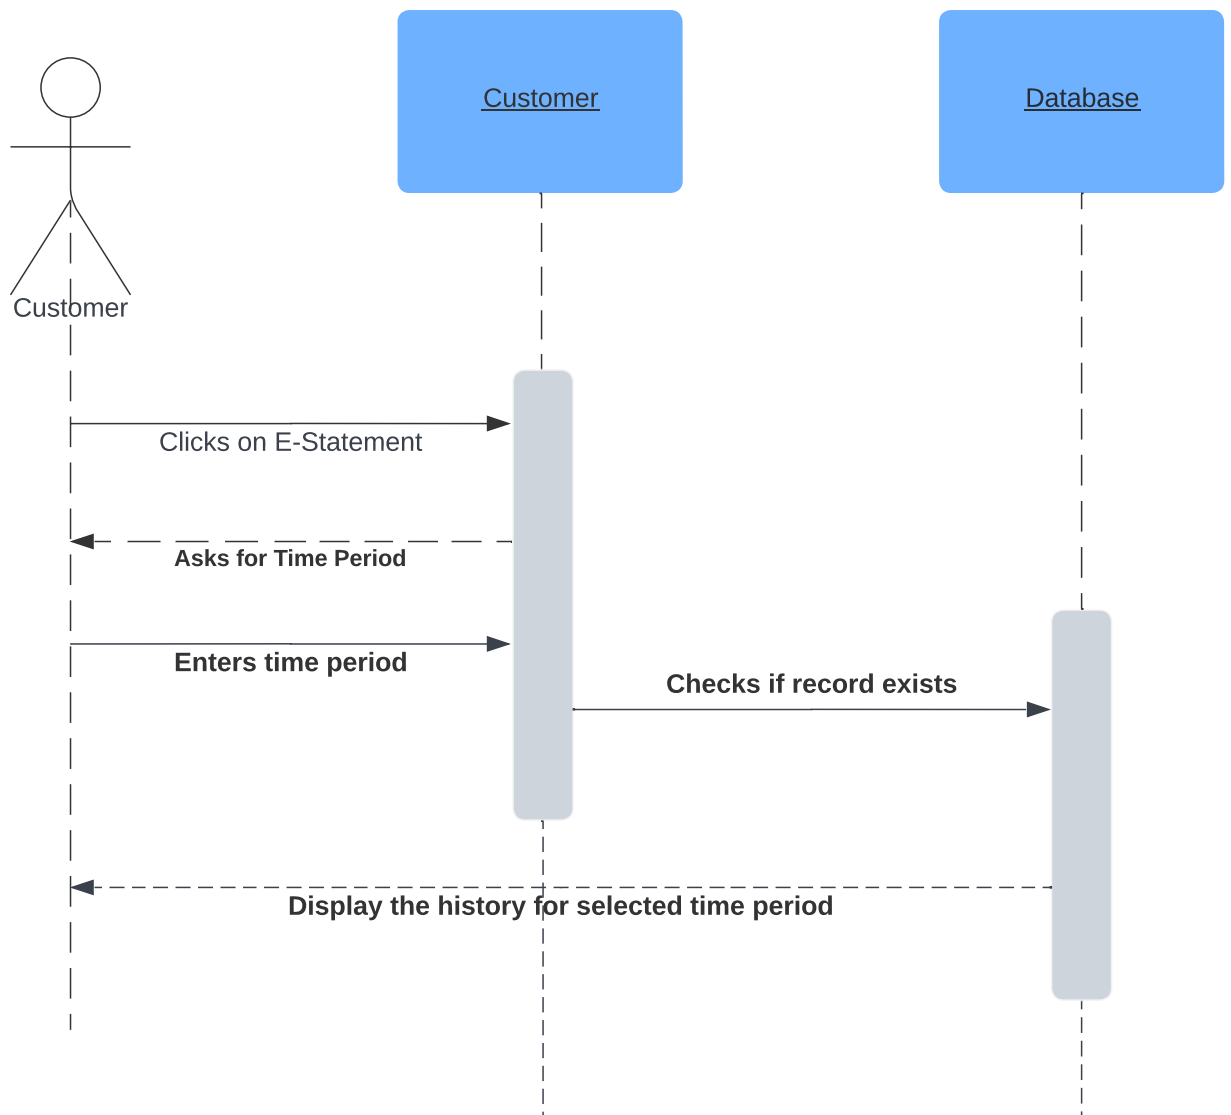 Customer
Database
Customer
Clicks on E-Statement
Asks for Time Period
Enters time period
Checks if record exists
Display the history for selected time period